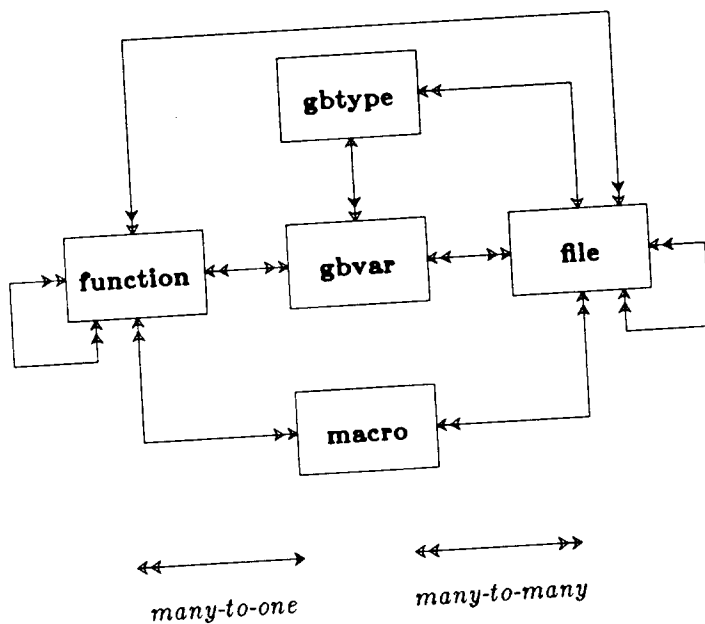 gbtype
function
gbvar
file
macro
many-to-one
many-to-many